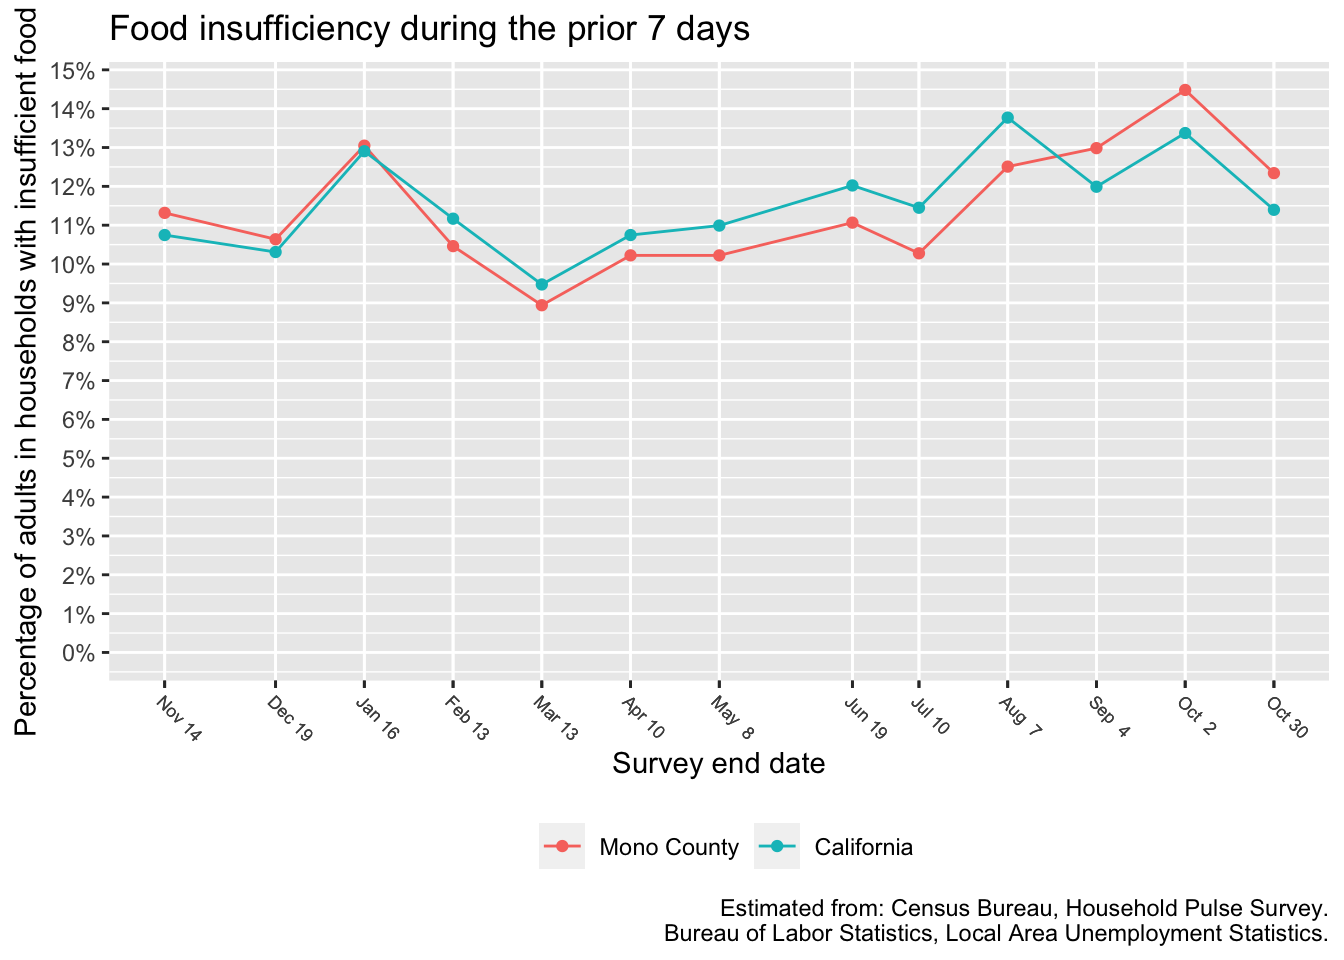 Food insufficiency during the prior 7 days
Percentage of adults in households with insufficient food
15%
14%
13%
12%
11%
10%
9%
8%
7%
6%
5%
4%
3%
2%
1%
0%
Nov 14
Dec 19
Jan 16
Feb 13
Mar 13
Apr 10
May 8
Jun 19
Jul 10
Aug 7
Sep 4
Oct 2
Oct 30
Survey end date
Mono County
California
Estimated from: Census Bureau, Household Pulse Survey.
Bureau of Labor Statistics, Local Area Unemployment Statistics.